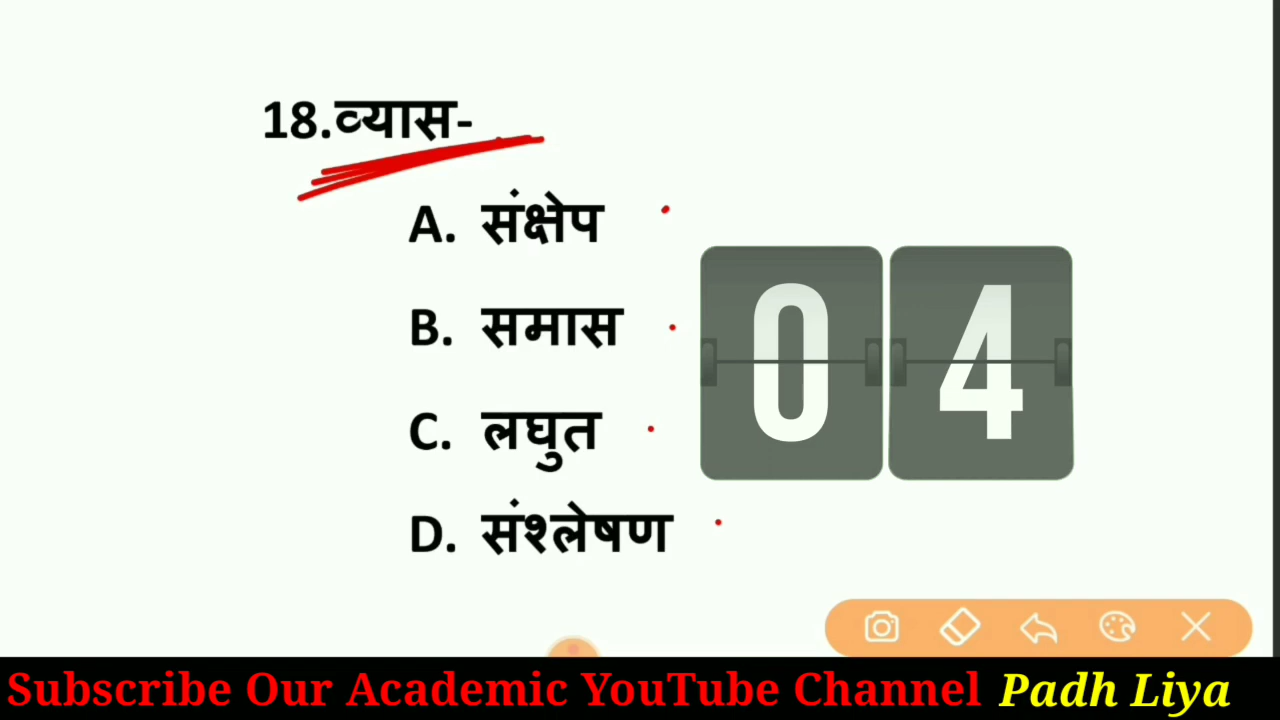 18.व्यास-
A. संक्षेप
B. समास
C. लघुत
D. संश्लेषण
04
Subscribe Our Academic YouTube Channel Padh Liya